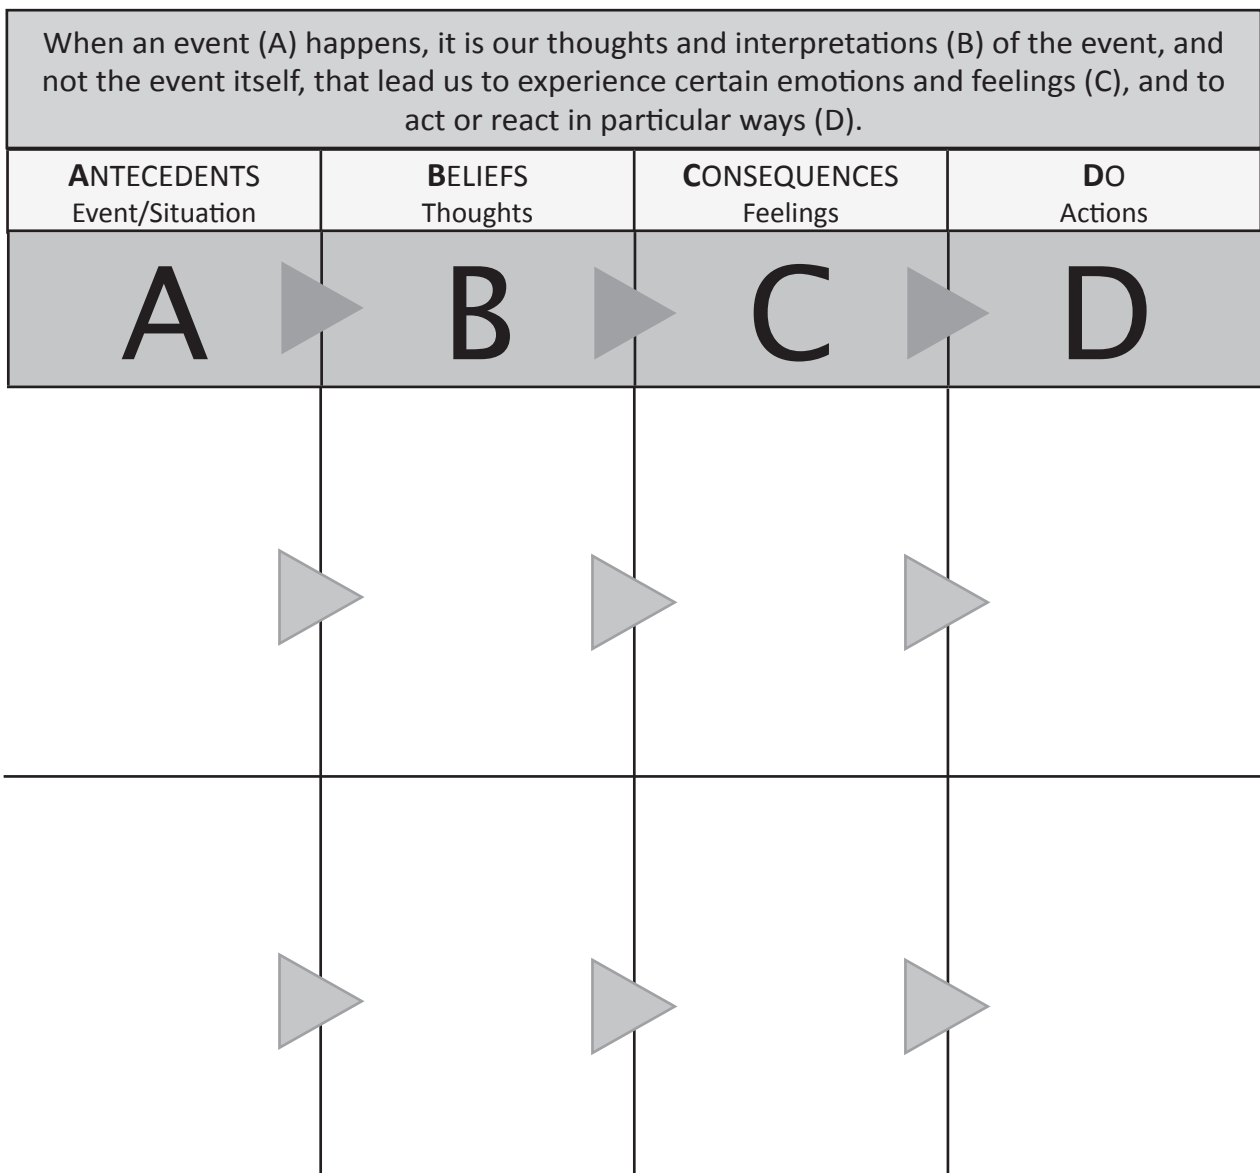 When an event (A) happens, it is our thoughts and interpretations (B) of the event, and
not the event itself, that lead us to experience certain emotions and feelings (C), and to
act or react in particular ways (D).
ANTECEDENTS
Event/Situation
BELIEFS
Thoughts
CONSEQUENCES
Feelings
DO
Actions
A
B
C
D